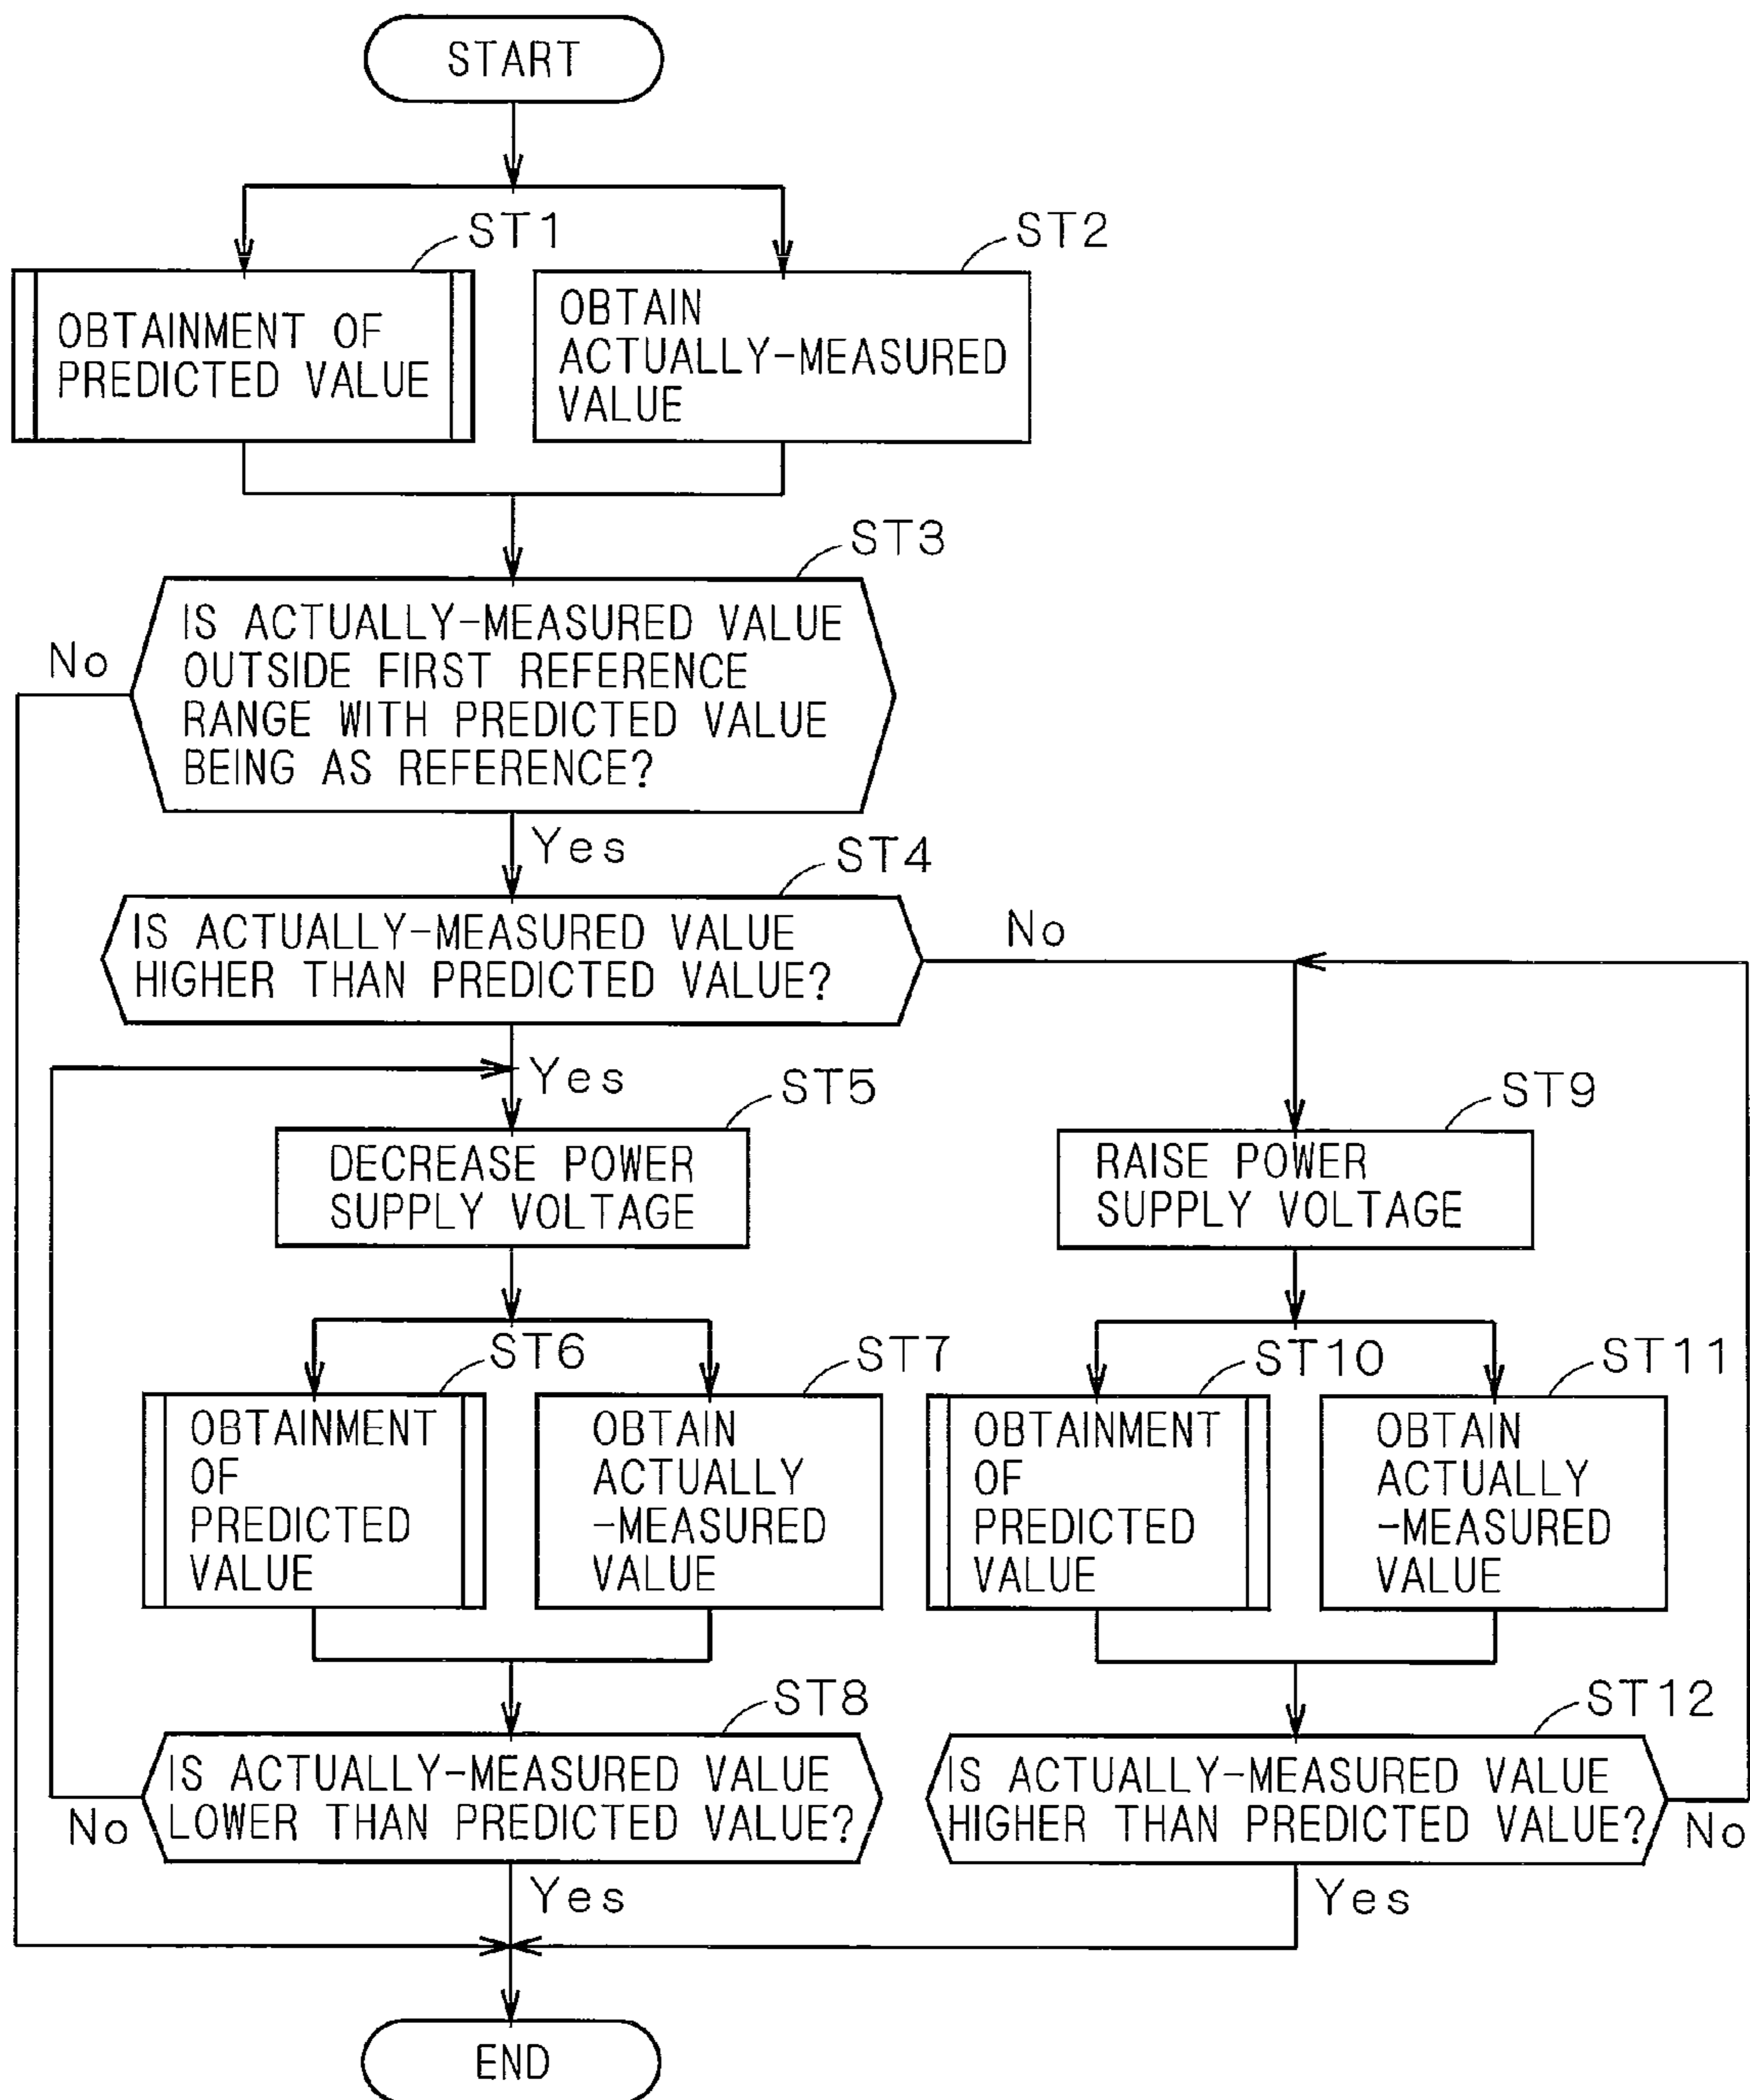 START
ST1
ST2
OBTAINMENT OF
PREDICTED VALUE
OBTAIN
ACTUALLY-MEASURED
VALUE
ST3
IS ACTUALLY-MEASURED VALUE
OUTSIDE FIRST REFERENCE
RANGE WITH PREDICTED VALUE
BEING AS REFERENCE?
No
Yes
ST4
IS ACTUALLY-MEASURED VALUE
HIGHER THAN PREDICTED VALUE?
No
Yes
ST5
DECREASE POWER
SUPPLY VOLTAGE
ST9
RAISE POWER
SUPPLY VOLTAGE
ST6
OBTAINMENT
OF
PREDICTED
VALUE
ST7
OBTAIN
ACTUALLY
-MEASURED
VALUE
ST10
OBTAINMENT
OF
PREDICTED
VALUE
ST11
OBTAIN
ACTUALLY
-MEASURED
VALUE
ST8
IS ACTUALLY-MEASURED VALUE
LOWER THAN PREDICTED VALUE?
No
Yes
ST12
IS ACTUALLY-MEASURED VALUE
HIGHER THAN PREDICTED VALUE?
No
Yes
END